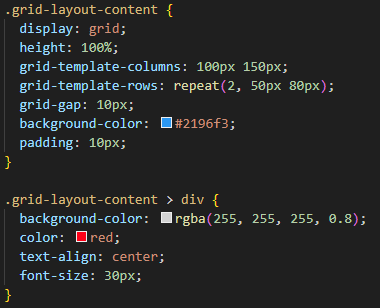 .grid-layout-content {
  display: grid;
  height: 100%;
  grid-template-columns: 100px 150px;
  grid-template-rows: repeat(2, 50px 80px);
  grid-gap: 10px;
  background-color: #2196f3;
  padding: 10px;
}

.grid-layout-content > div {
  background-color: rgba(255, 255, 255, 0.8);
  color: red;
  text-align: center;
  font-size: 30px;
}